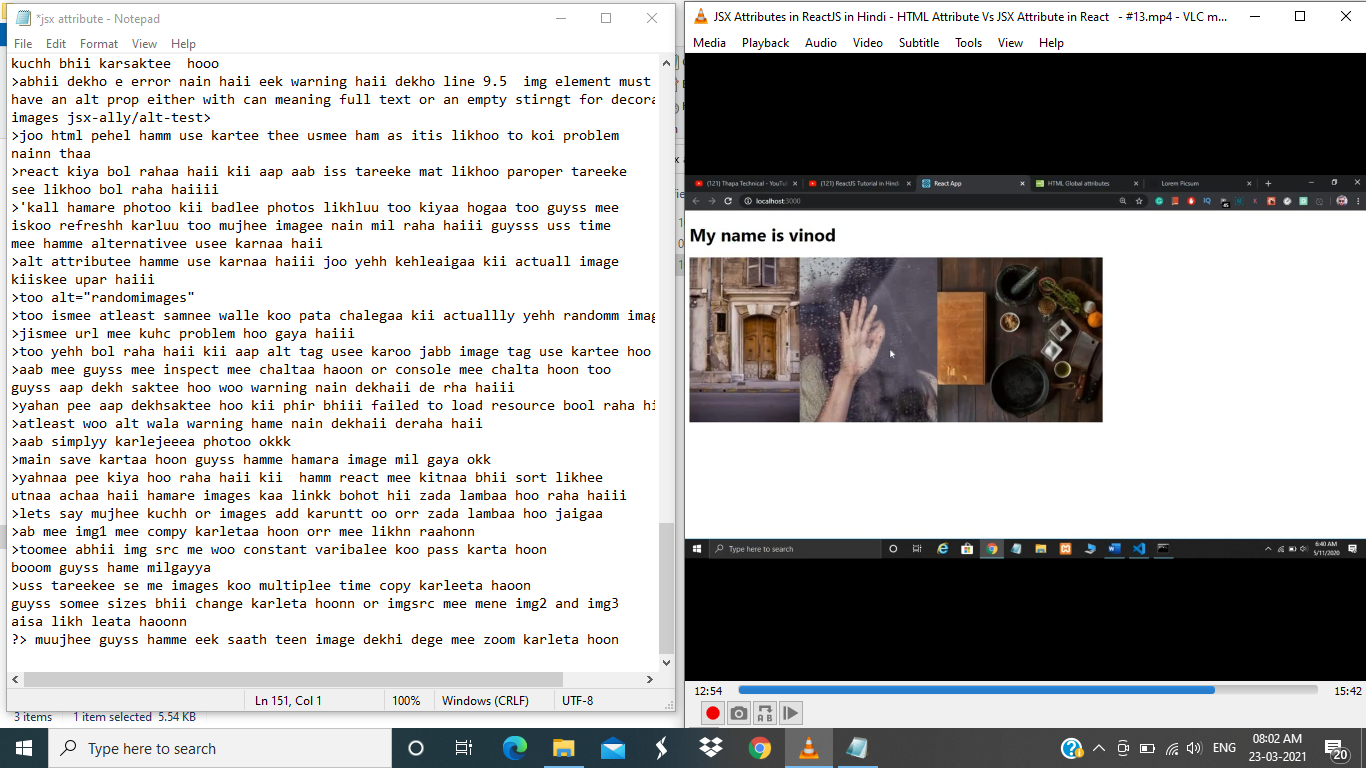 *jsx attribute - Notepad
File Edit Format View Help
kuchh bhii karsaktee  hooo
>abhii dekho e error nain haii eek warning haii dekho line 9.5  img element must
have an alt prop either with can meaning full text or an empty stirngt for decora
images jsx-ally/alt-test>
>joo html pehel hamm use kartee thee usmee ham as itis likhoo to koi problem
nainn thaa
>react kiya bol rahaa haii kii aap aab iss tareeke mat likhoo paroper tareeke
see likhoo bol raha haiiii
>'kall hamare photoo kii badlee photos likhluu too kiyaa hogaa too guyss mee
iskoo refreshh karluu too mujhee imagee nain mil raha haiii guysss uss time
mee hamme alternativee usee karnaa haii
>alt attributee hamme use karnaa haiii joo yehh kehleaigaa kii actuall image
kiiskee upar haiii
>too alt="randomimages"
>too ismee atleast samnee walle koo pata chalegaa kii actuallly yehh randomm imag
>jismee url mee kuhc problem hoo gaya haiii
>too yehh bol raha haii kii aap alt tag usee karoo jabb image tag use kartee hoo
>aab mee guyss mee inspect mee chaltaa haoon or console mee chalta hoon too
guyss aap dekh saktee hoo woo warning nain dekhaii de rha haiii
>yahan pee aap dekhsaktee hoo kii phir bhiii failed to load resource bool raha hi
>atleast woo alt wala warning hame nain dekhaii deraha haii
>aab simplyy karlejeeea photoo okkk
>main save kartaa hoon guyss hamme hamara image mil gaya okk
>yahnaa pee kiya hoo raha haii kii  hamm react mee kitnaa bhii sort likhee
utnaa achaa haii hamare images kaa linkk bohot hii zada lambaa hoo raha haiii
>lets say mujhee kuchh or images add karuntt oo orr zada lambaa hoo jaigaa
>ab mee img1 mee compy karletaa hoon orr mee likhn raahonn
>toomee abhii img src me woo constant varibalee koo pass karta hoon
booom guyss hame milgayya
>uss tareekee se me images koo multiplee time copy karleeta haoon
guyss somee sizes bhii change karleta hoonn or imgsrc mee mene img2 and img3
aisa likh leata haoonn
?> muujhee guyss hamme eek saath teen image dekhi dege mee zoom karleta hoon
Ln 151, Col 1 100% Windows (CRLF) UTF-8
3 items 1 item selected 5.54 KB
JSX Attributes in ReactJS in Hindi - HTML Attribute Vs JSX Attribute in React - #13.mp4 - VLC m...
Media Playback Audio Video Subtitle Tools View Help
(121) Thapa Technical - YouTu (121) ReactJS Tutorial in Hindi React App HTML Global attributes Lorem Picsum
localhost:3000
My name is vinod
Type here to search
6:40 AM
5/11/2020
12:54 15:42
Type here to search
ENG
08:02 AM
23-03-2021
20